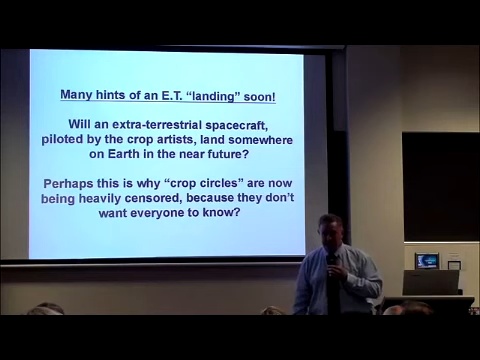 Many hints of an E.T. “landing” soon!
Will an extra-terrestrial spacecraft,
piloted by the crop artists, land somewhere
on Earth in the near future?
Perhaps this is why “crop circles” are now
being heavily censored, because they don’t
want everyone to know?